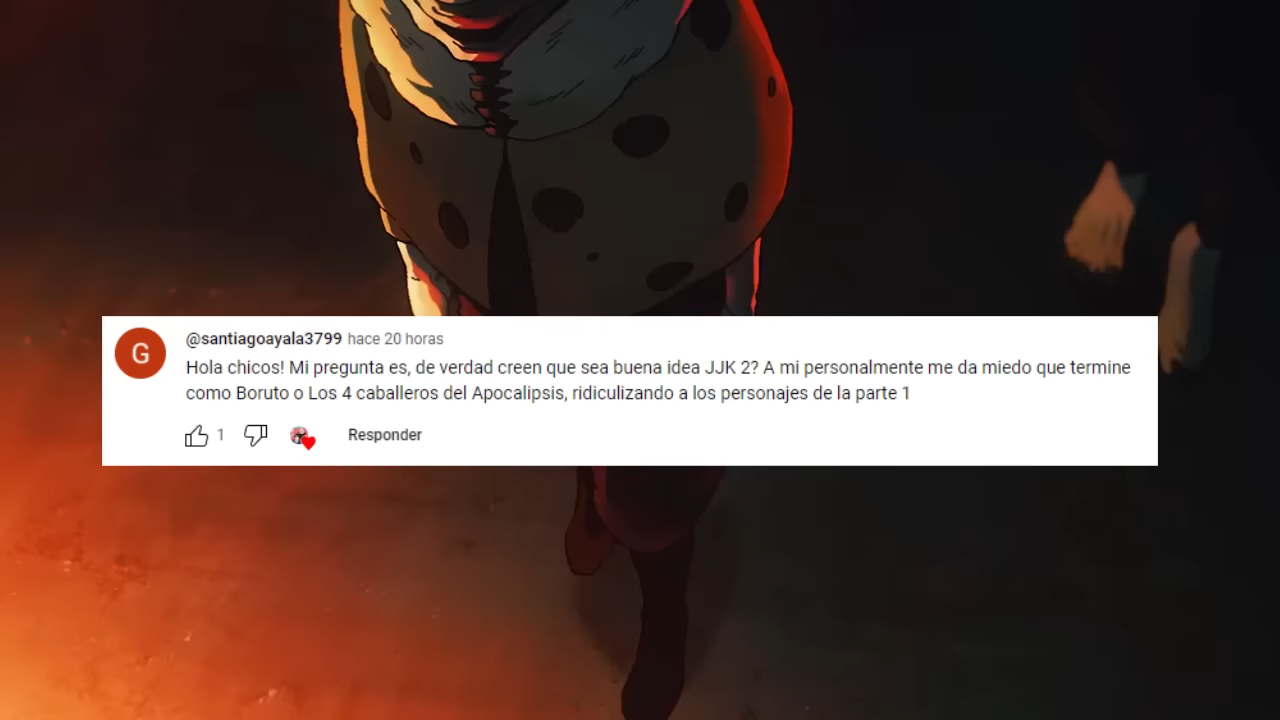 G
@santiagoayala3799 hace 20 horas
Hola chicos! Mi pregunta es, de verdad creen que sea buena idea JJK 2? A mi personalmente me da miedo que termine
como Boruto o Los 4 caballeros del Apocalipsis, ridiculizando a los personajes de la parte 1
1 Responder